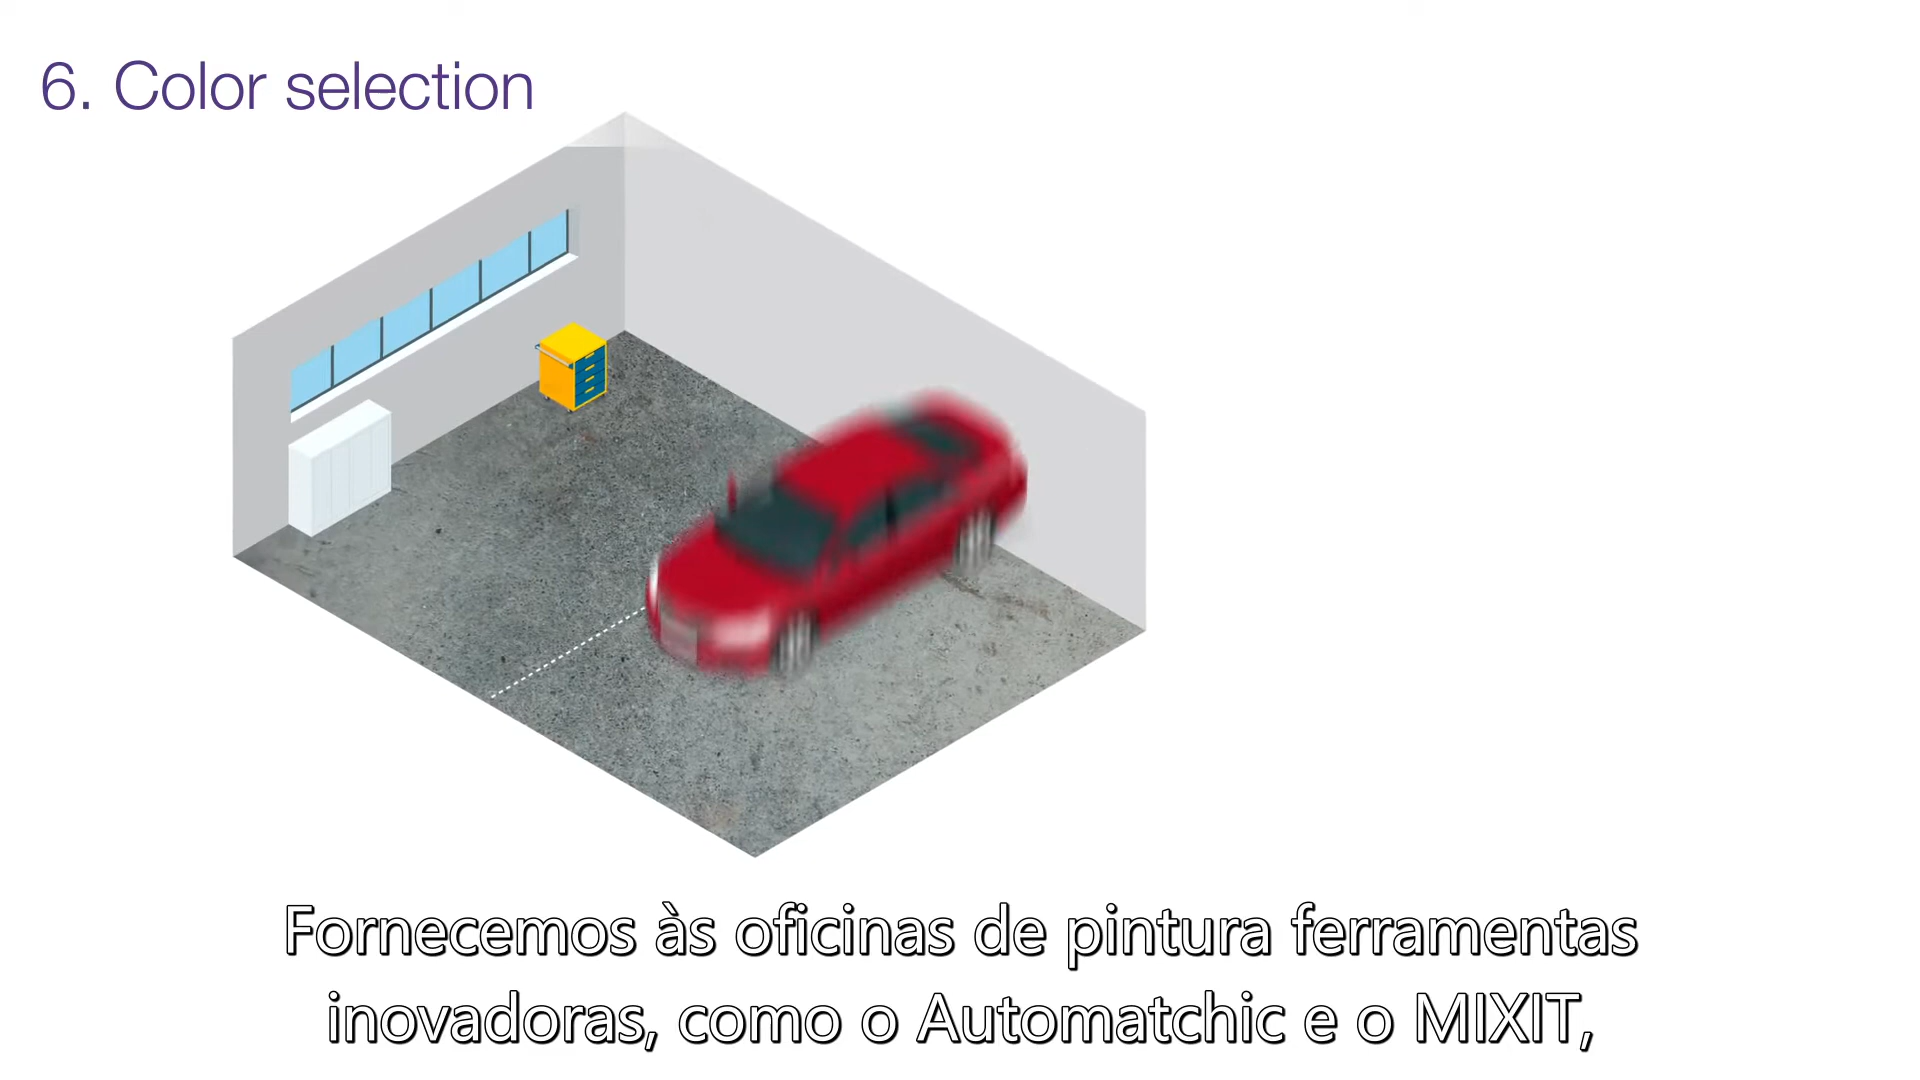 6. Color selection
Fornecemos às oficinas de pintura ferramentas
inovadoras, como o Automatchic e o MIXIT,